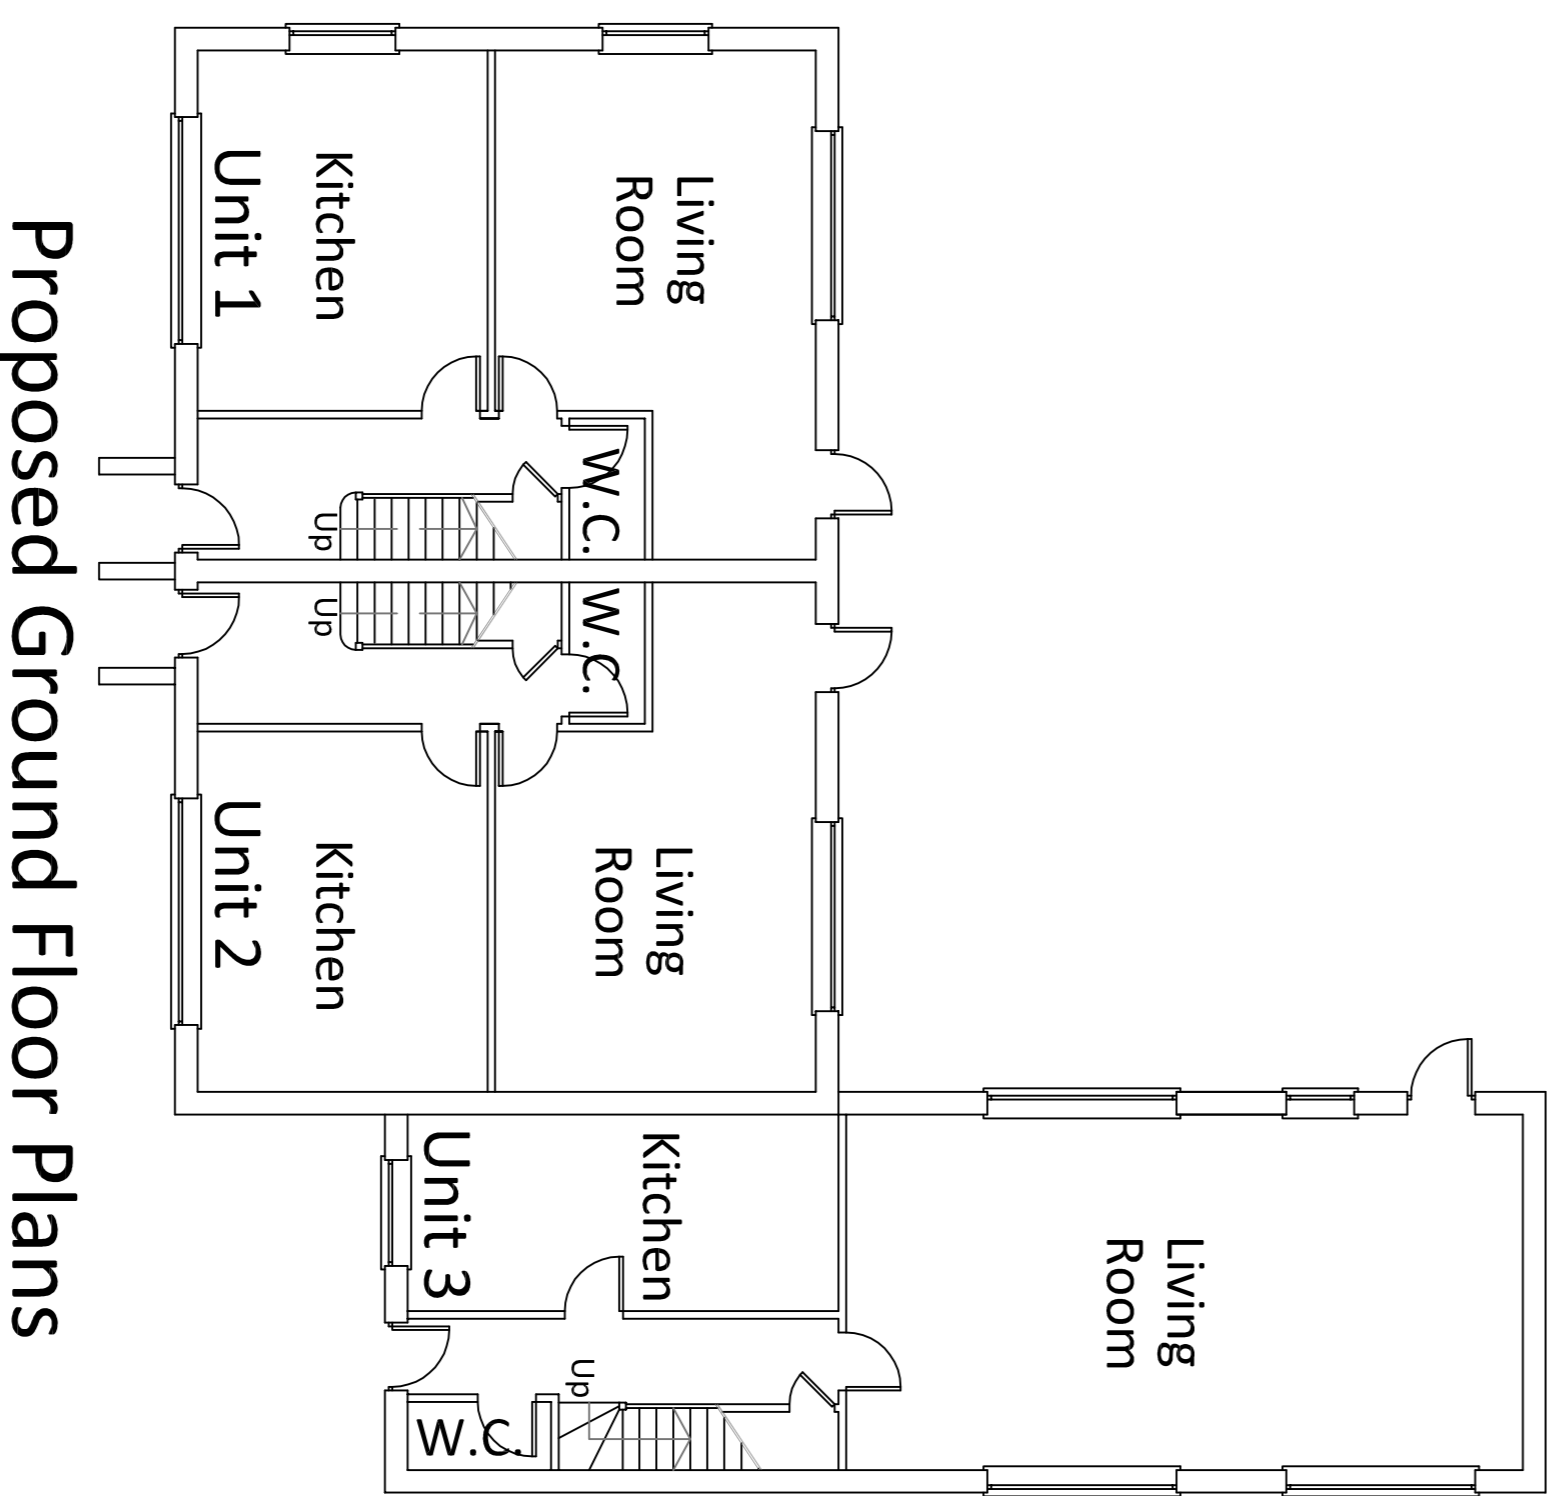 Living
Room
Kitchen
Unit 1
W.C.
Up
W.C.
Up
Living
Room
Kitchen
Unit 2
Living
Room
Kitchen
Unit 3
Up
W.C.
Proposed Ground Floor Plans